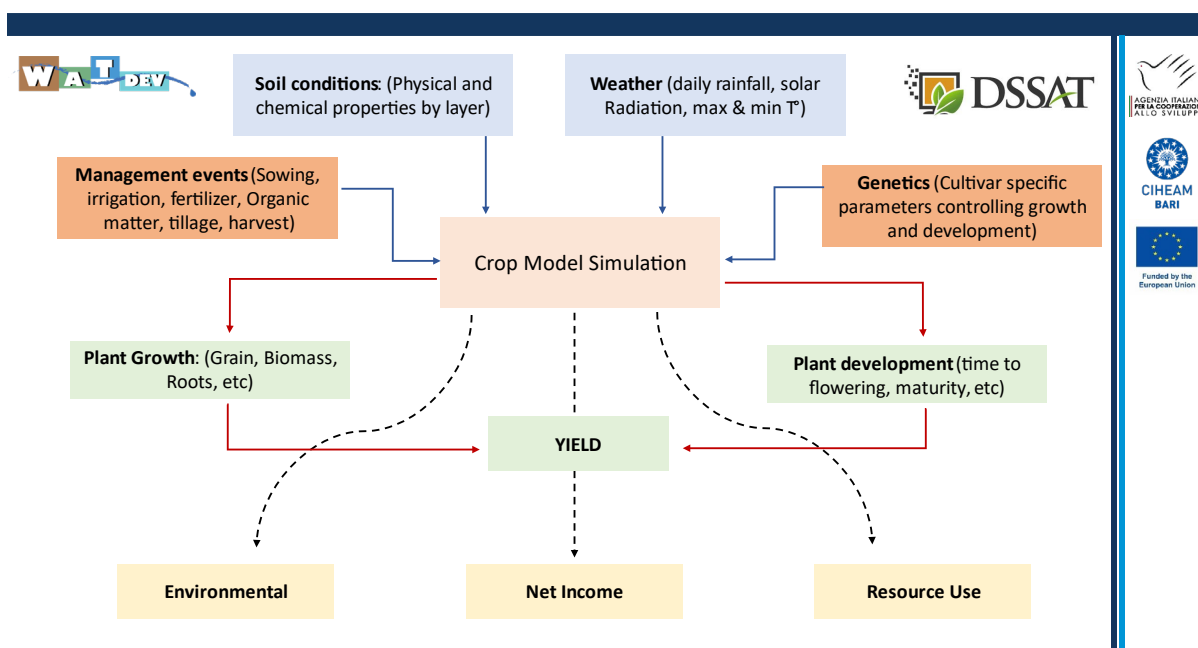 WAT DEV
Soil conditions: (Physical and
chemical properties by layer)
Weather (daily rainfall, solar
Radiation, max & min T°)
DSSAT
AGENZIA ITALIANA
PER LA COOPERAZIONE
ALLO SVILUPPO
Management events (Sowing,
irrigation, fertilizer, Organic
matter, tillage, harvest)
Genetics (Cultivar specific
parameters controlling growth
and development)
CIHEAM
BARI
Crop Model Simulation
Funded by the
European Union
Plant Growth: (Grain, Biomass,
Roots, etc)
Plant development (time to
flowering, maturity, etc)
YIELD
Environmental
Net Income
Resource Use